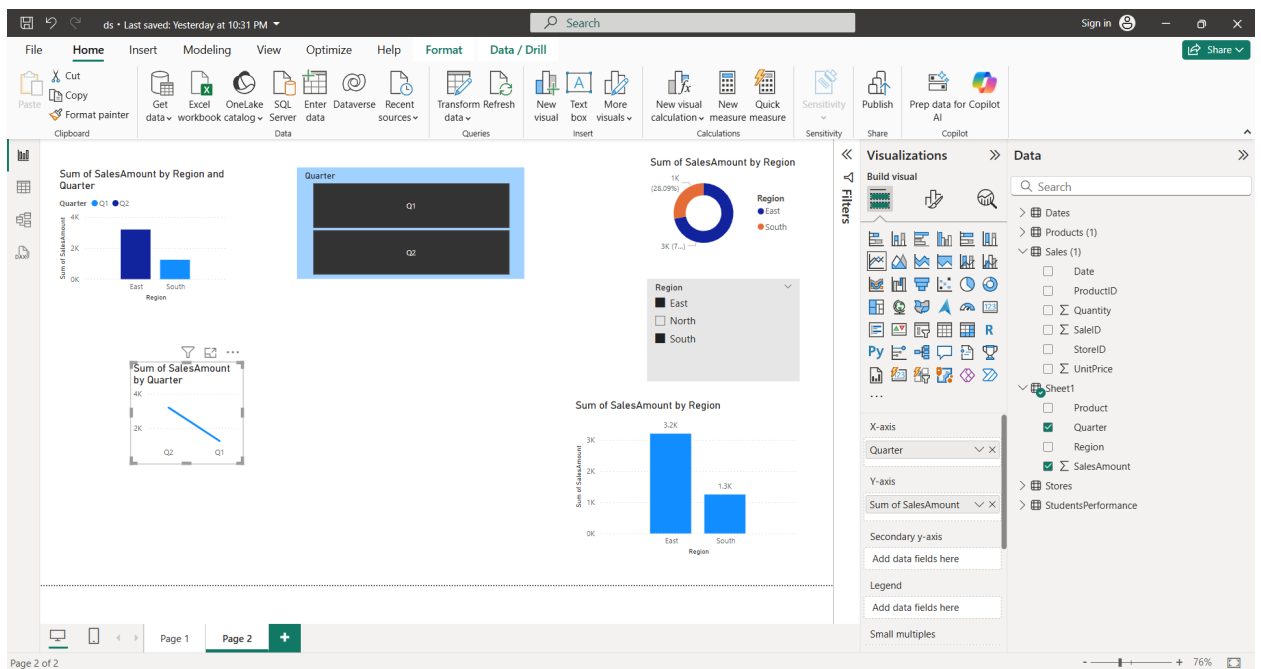 ds • Last saved: Yesterday at 10:31 PM
Search
Sign in
File Home Insert Modeling View Optimize Help Format Data / Drill
Share
Paste
Cut
Copy
Format painter
Clipboard
Get data
Excel workbook
OneLake catalog
SQL Server
Enter data
Dataverse
Recent sources
Data
Transform data
Refresh
Queries
New visual
Text box
More visuals
Insert
New visual calculation
New measure
Quick measure
Calculations
Sensitivity
Sensitivity
Publish
Share
Prep data for AI
Copilot
Copilot
Sum of SalesAmount by Region and
Quarter
Quarter Q1 Q2
Sum of SalesAmount
4K
2K
0K
East South
Region
Quarter
Q1
Q2
Sum of SalesAmount by Region
1K
(28.09%)
3K (7...)
Region
East
South
Region
East
North
South
Sum of SalesAmount
by Quarter
4K
2K
Q2 Q1
Sum of SalesAmount by Region
Sum of SalesAmount
3K
2K
1K
0K
3.2K
1.3K
East South
Region
Filters
Visualizations
Build visual
123
R
Py
123
...
X-axis
Quarter
Y-axis
Sum of SalesAmount
Secondary y-axis
Add data fields here
Legend
Add data fields here
Small multiples
Data
Search
Dates
Products (1)
Sales (1)
Date
ProductID
∑ Quantity
∑ SaleID
StoreID
∑ UnitPrice
Sheet1
Product
Quarter
Region
∑ SalesAmount
Stores
StudentsPerformance
Page 1 Page 2 +
Page 2 of 2
- + 76%